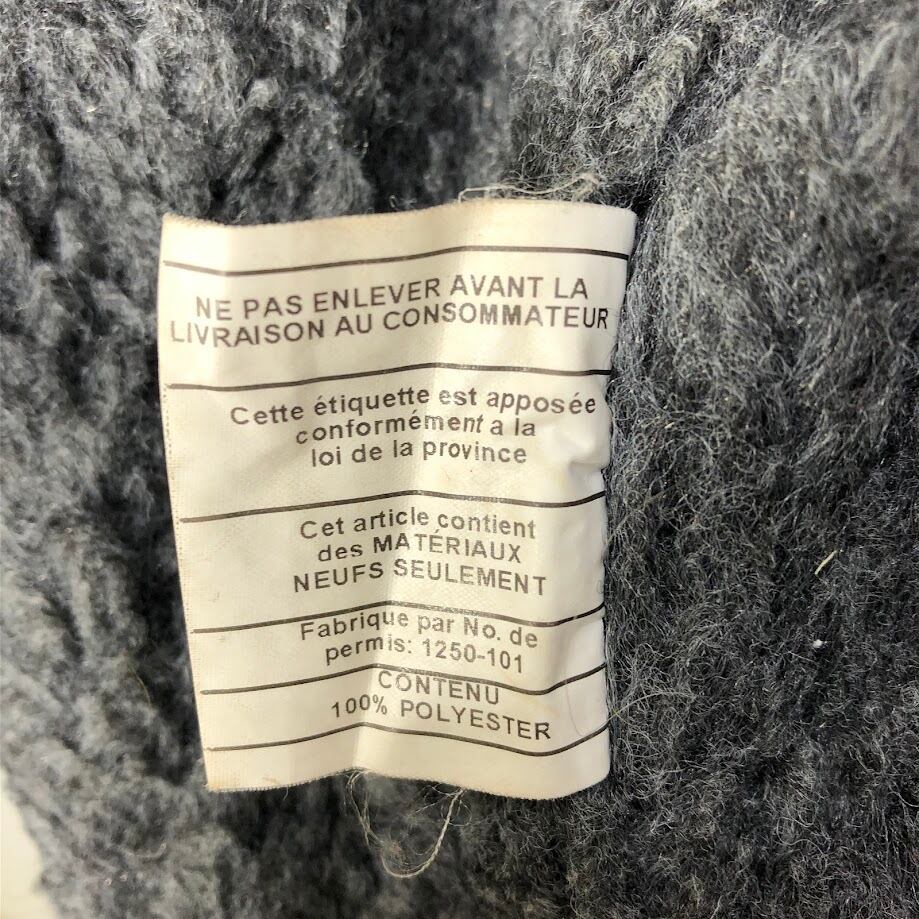 NE PAS ENLEVER AVANT LA
LIVRAISON AU CONSOMMATEUR
Cette étiquette est apposée
conformément a la
loi de la province
Cet article contient
des MATÉRIAUX
NEUFS SEULEMENT
Fabrique par No. de
permis: 1250-101
CONTENU
100% POLYESTER